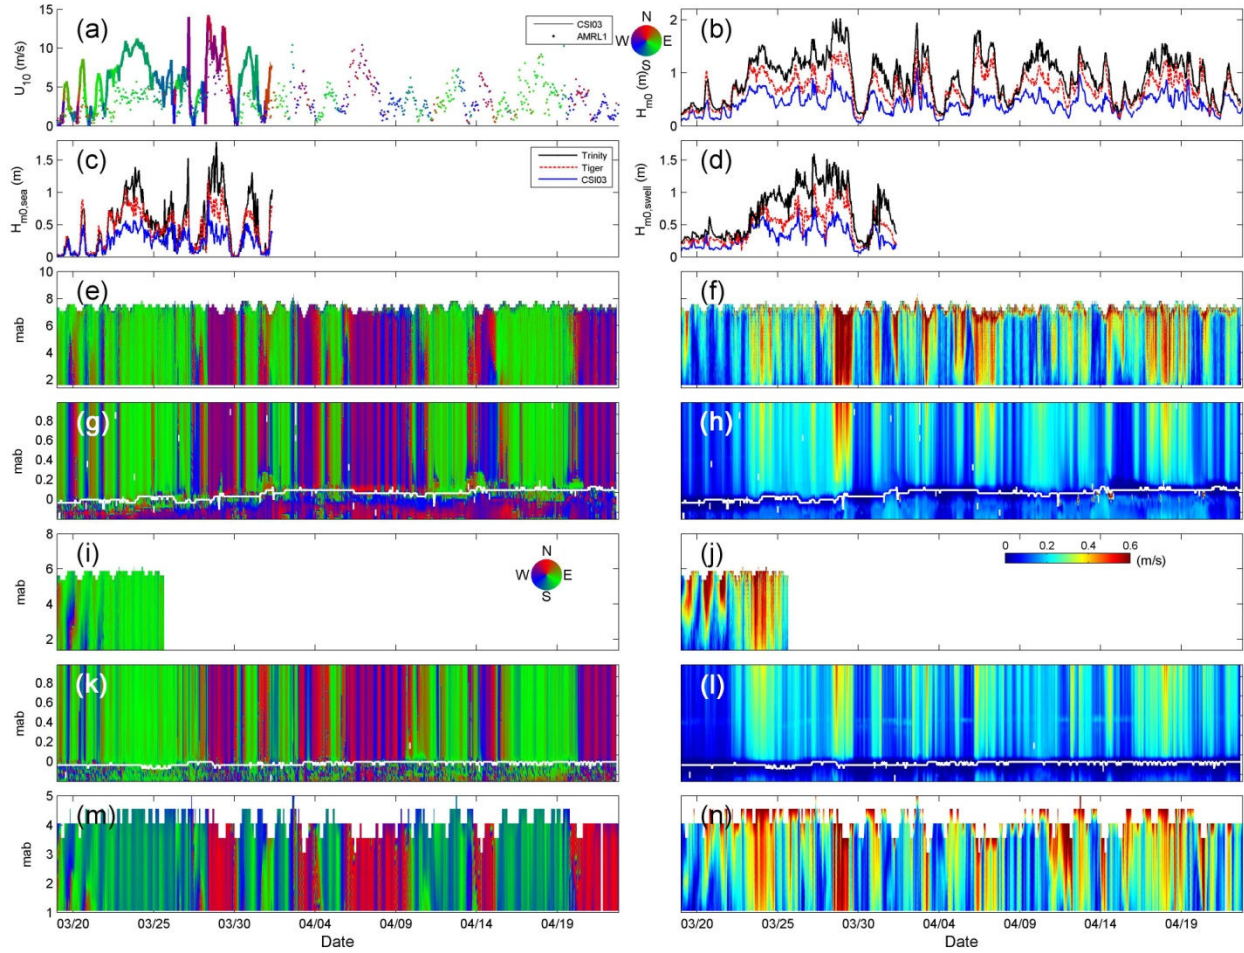 (a)
U10 (m/s)
15
10
5
0
CSI03
AMRL1
N
W E
S
(b)
Hm0 (m)
2
1
0
(c)
Hm0,sea (m)
1.5
1
0.5
0
Trinity
Tiger
CSI03
(d)
Hm0,swell (m)
1.5
1
0.5
0
(e)
mab
10
8
6
4
2
(f)
(g)
mab
0.8
0.6
0.4
0.2
0
(h)
(i)
mab
8
6
4
2
N
W E
S
(j)
0 0.2 0.4 0.6
(m/s)
(k)
mab
0.8
0.6
0.4
0.2
0
(l)
(m)
mab
5
4
3
2
1
(n)
03/20 03/25 03/30 04/04 04/09 04/14 04/19
Date
03/20 03/25 03/30 04/04 04/09 04/14 04/19
Date